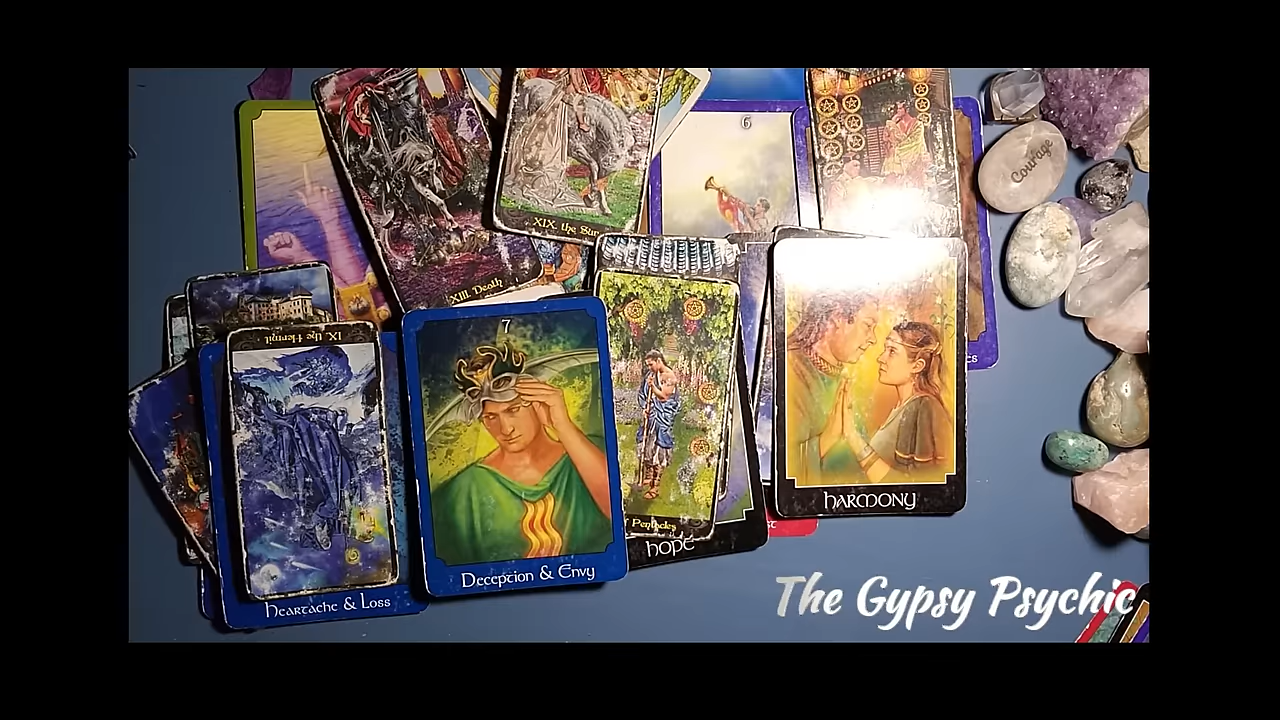 6
Courage
XIX the Sun
XIII Death
IX the Hermit
7
Pentacles
HARMONY
HOPE
Deception & Envy
Heartache & Loss
The Gypsy Psychic